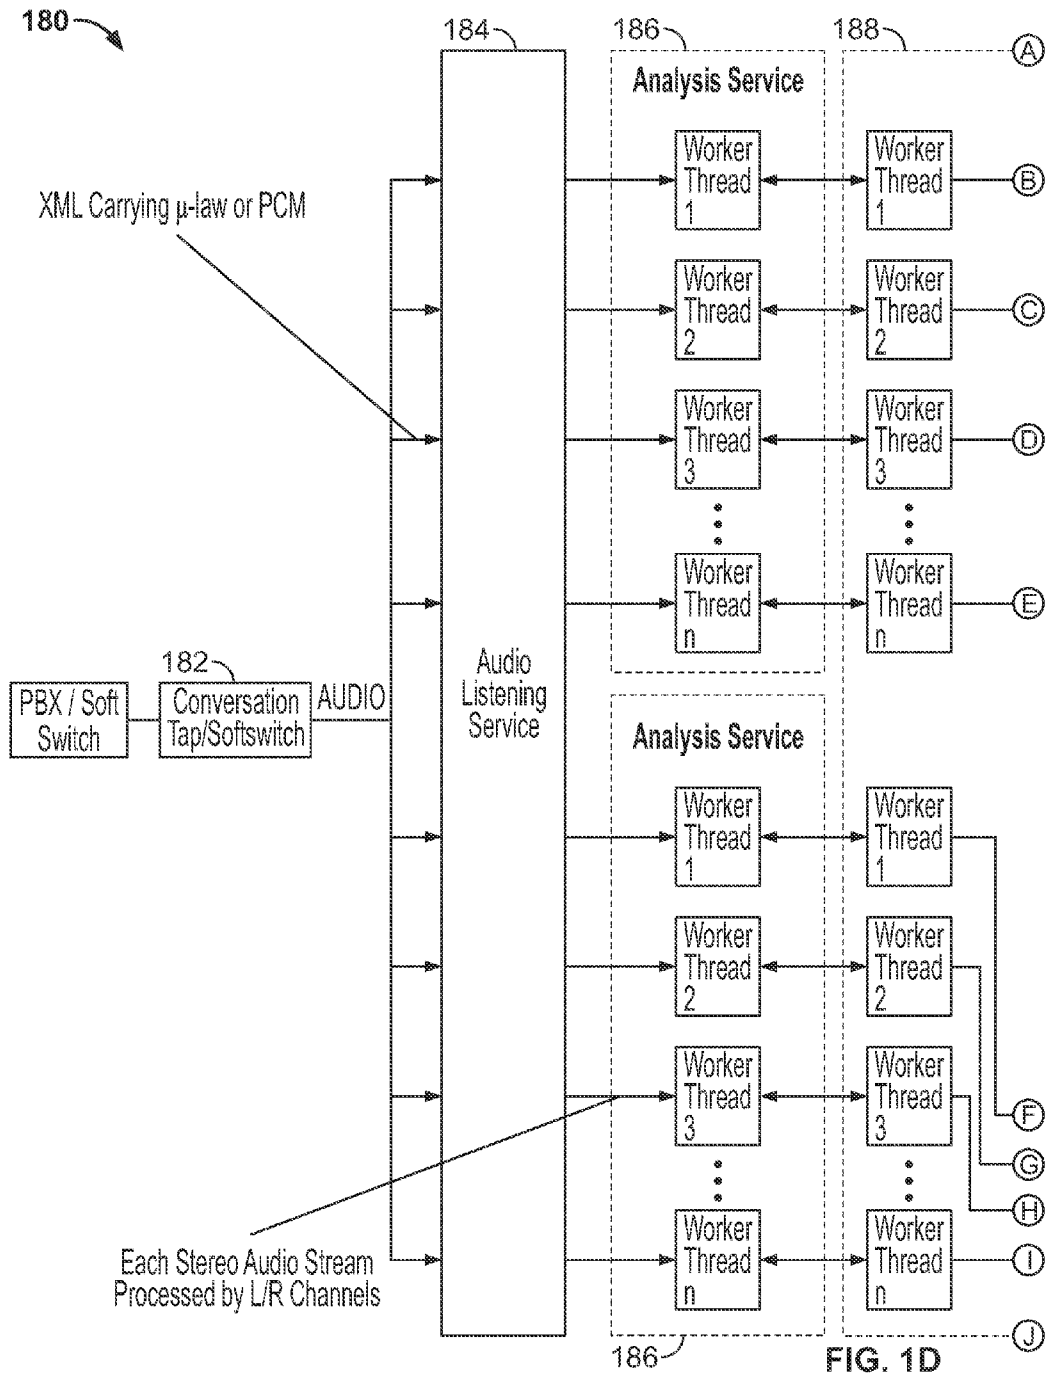 180
184
186
188
A
Analysis Service
Worker
Thread
1
Worker
Thread
1
B
XML Carrying µ-law or PCM
Worker
Thread
2
Worker
Thread
2
C
Worker
Thread
3
Worker
Thread
3
D
Worker
Thread
n
Worker
Thread
n
E
182
PBX / Soft
Switch
Conversation
Tap/Softswitch
AUDIO
Audio
Listening
Service
Analysis Service
Worker
Thread
1
Worker
Thread
1
Worker
Thread
2
Worker
Thread
2
Worker
Thread
3
Worker
Thread
3
F
G
H
Each Stereo Audio Stream
Processed by L/R Channels
Worker
Thread
n
Worker
Thread
n
I
J
186
FIG. 1D